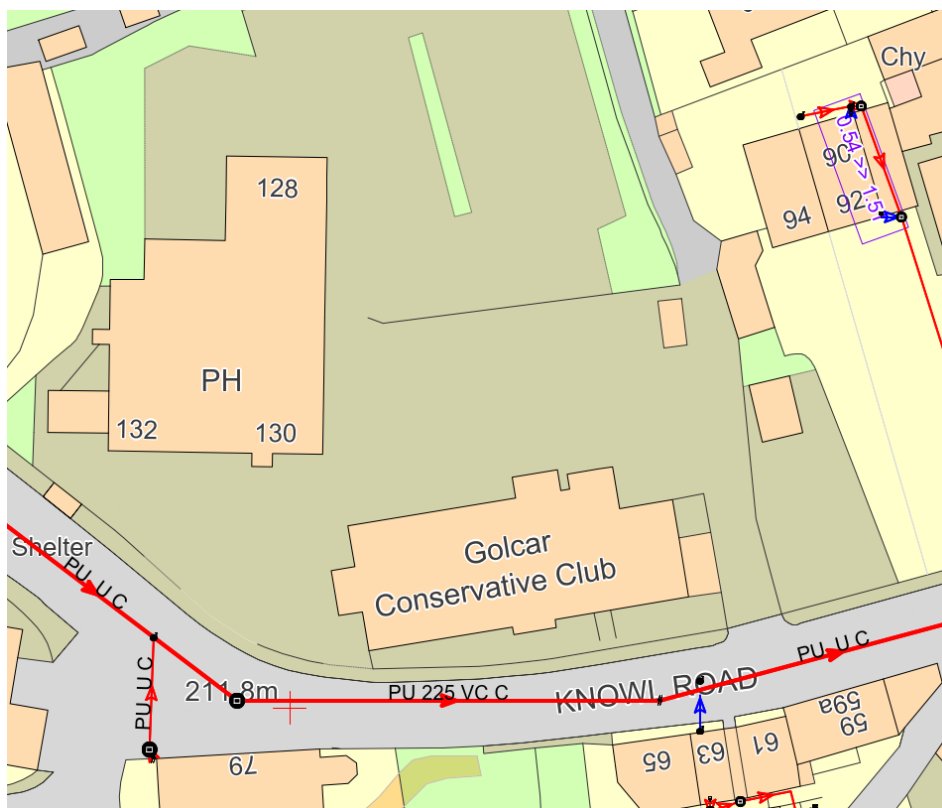 Chy
128
90
0.54 >> 1.51
92
94
PH
132
130
Golcar
Conservative Club
Shelter
PU U C
PU U C
211.8m
PU 225 VC C
KNOWL ROAD
PU U C
79
65
63
61
59
59a